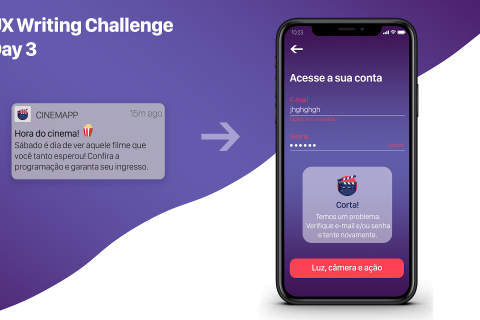 UX Writing Challenge
Day 3
CINEMAPP
15m ago
Hora do cinema! 🍿
Sábado é dia de ver aquele filme que
você tanto esperou! Confira a
programação e garanta seu ingresso.
10:23
Acesse a sua conta
E-mail
jhghghgh
Senha
Corta!
Temos um problema.
Verifique e-mail e/ou senha
e tente novamente.
Luz, câmera e ação